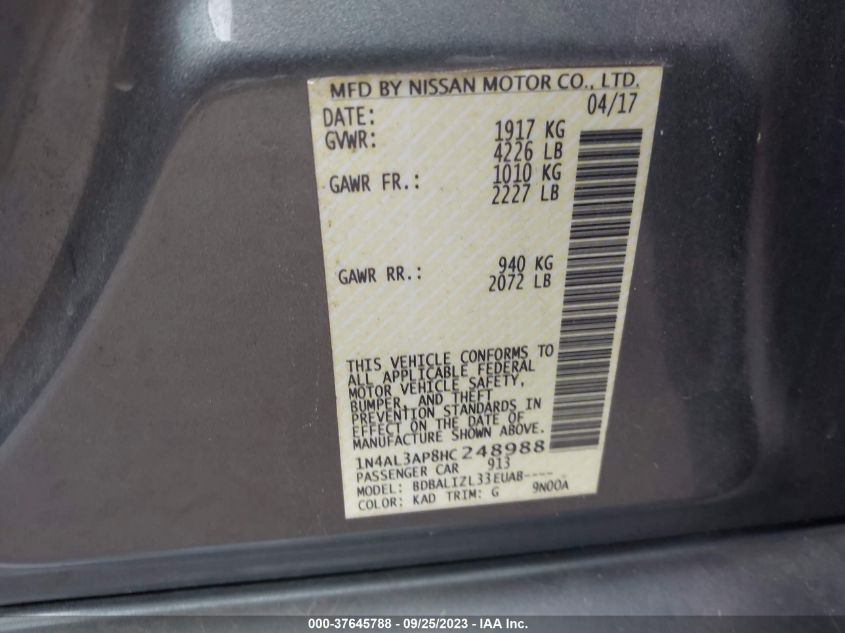 MFD BY NISSAN MOTOR CO., LTD.
DATE: 04/17
GVWR: 1917 KG
4226 LB
GAWR FR.: 1010 KG
2227 LB
GAWR RR.: 940 KG
2072 LB
THIS VEHICLE CONFORMS TO
ALL APPLICABLE FEDERAL
MOTOR VEHICLE SAFETY,
BUMPER, AND THEFT
PREVENTION STANDARDS IN
EFFECT ON THE DATE OF
MANUFACTURE SHOWN ABOVE.
1N4AL3AP8HC248988
PASSENGER CAR 913
MODEL: BDBALIZL33EUAB----
COLOR: KAD TRIM: G 9N00A
000-37645788 - 09/25/2023 - IAA Inc.